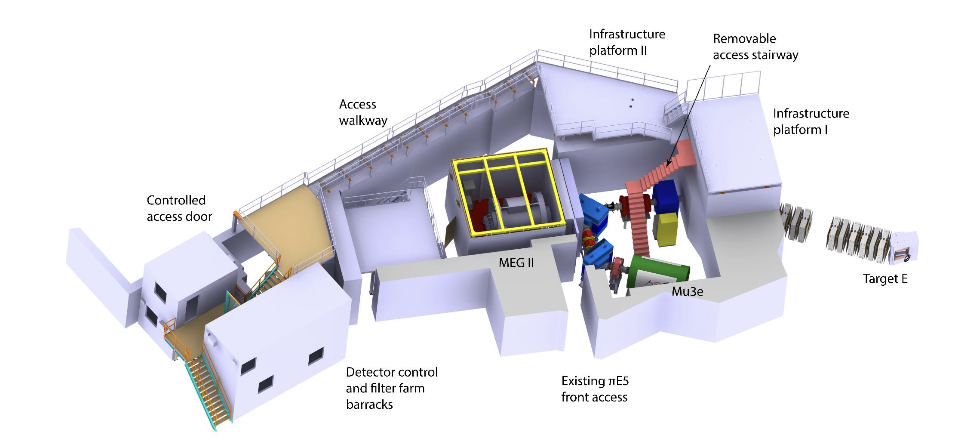 Infrastructure
platform II
Removable
access stairway
Access
walkway
Infrastructure
platform I
Controlled
access door
MEG II
Target E
Mu3e
Detector control
and filter farm
barracks
Existing πE5
front access